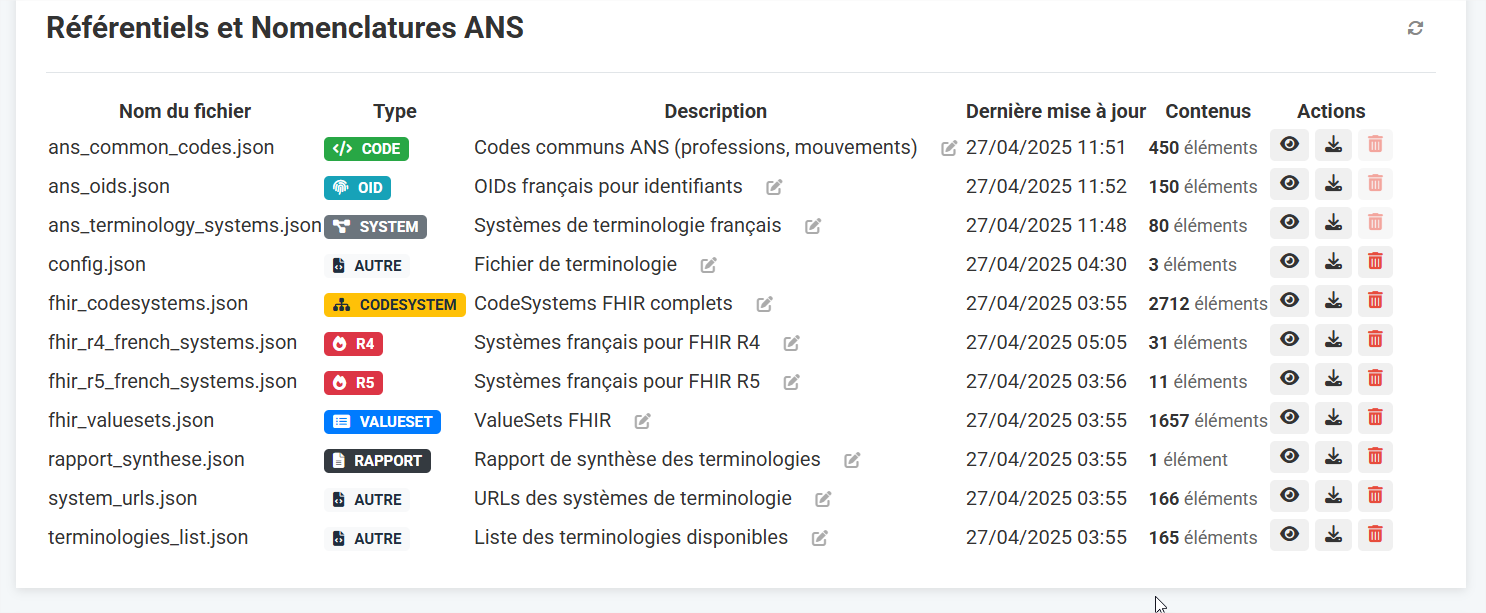 Référentiels et Nomenclatures ANS
Nom du fichier Type Description Dernière mise à jour Contenus Actions
ans_common_codes.json CODE Codes communs ANS (professions, mouvements) 27/04/2025 11:51 450 éléments
ans_oids.json OID OIDs français pour identifiants 27/04/2025 11:52 150 éléments
ans_terminology_systems.json SYSTEM Systèmes de terminologie français 27/04/2025 11:48 80 éléments
config.json AUTRE Fichier de terminologie 27/04/2025 04:30 3 éléments
fhir_codesystems.json CODESYSTEM CodeSystems FHIR complets 27/04/2025 03:55 2712 éléments
fhir_r4_french_systems.json R4 Systèmes français pour FHIR R4 27/04/2025 05:05 31 éléments
fhir_r5_french_systems.json R5 Systèmes français pour FHIR R5 27/04/2025 03:56 11 éléments
fhir_valuesets.json VALUESET ValueSets FHIR 27/04/2025 03:55 1657 éléments
rapport_synthese.json RAPPORT Rapport de synthèse des terminologies 27/04/2025 03:55 1 élément
system_urls.json AUTRE URLs des systèmes de terminologie 27/04/2025 03:55 166 éléments
terminologies_list.json AUTRE Liste des terminologies disponibles 27/04/2025 03:55 165 éléments